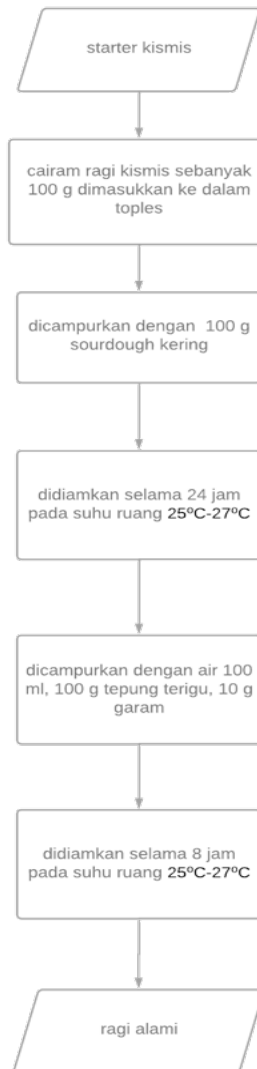 starter kismis
cairam ragi kismis sebanyak
100 g dimasukkan ke dalam
toples
dicampurkan dengan 100 g
sourdough kering
didiamkan selama 24 jam
pada suhu ruang 25ºC-27ºC
dicampurkan dengan air 100
ml, 100 g tepung terigu, 10 g
garam
didiamkan selama 8 jam
pada suhu ruang 25ºC-27ºC
ragi alami